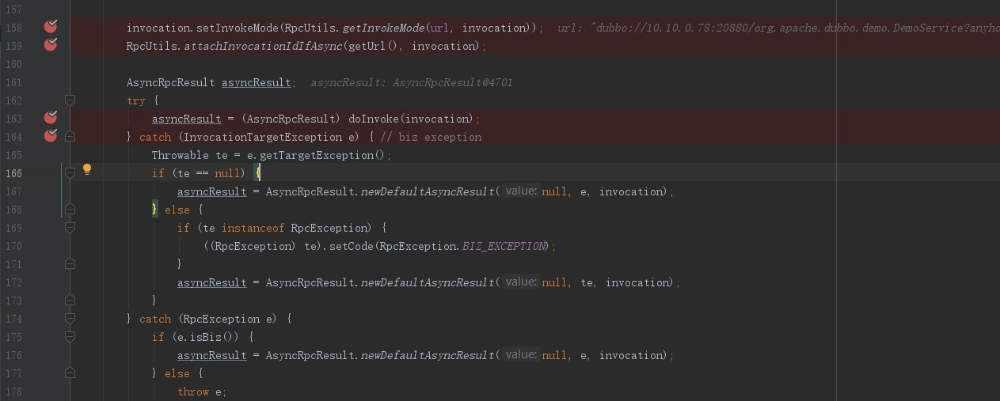 157
158 invocation.setInvokeMode(RpcUtils.getInvokeMode(url, invocation)); url: "dubbo://10.10.0.78:20880/org.apache.dubbo.demo.DemoService?anyho
159 RpcUtils.attachInvocationIdIfAsync(getUrl(), invocation);
160
161 AsyncRpcResult asyncResult; asyncResult: AsyncRpcResult@4701
162 try {
163 asyncResult = (AsyncRpcResult) doInvoke(invocation);
164 } catch (InvocationTargetException e) { // biz exception
165 Throwable te = e.getTargetException();
166 if (te == null) {
167 asyncResult = AsyncRpcResult.newDefaultAsyncResult( value: null, e, invocation);
168 } else {
169 if (te instanceof RpcException) {
170 ((RpcException) te).setCode(RpcException.BIZ_EXCEPTION);
171 }
172 asyncResult = AsyncRpcResult.newDefaultAsyncResult( value: null, te, invocation);
173 }
174 } catch (RpcException e) {
175 if (e.isBiz()) {
176 asyncResult = AsyncRpcResult.newDefaultAsyncResult( value: null, e, invocation);
177 } else {
178 throw e;